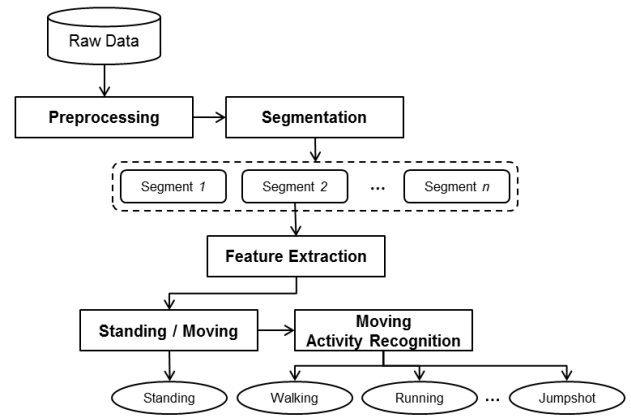 Raw Data
Preprocessing
Segmentation
Segment 1
Segment 2
...
Segment n
Feature Extraction
Standing / Moving
Moving
Activity Recognition
Standing
Walking
Running
...
Jumpshot